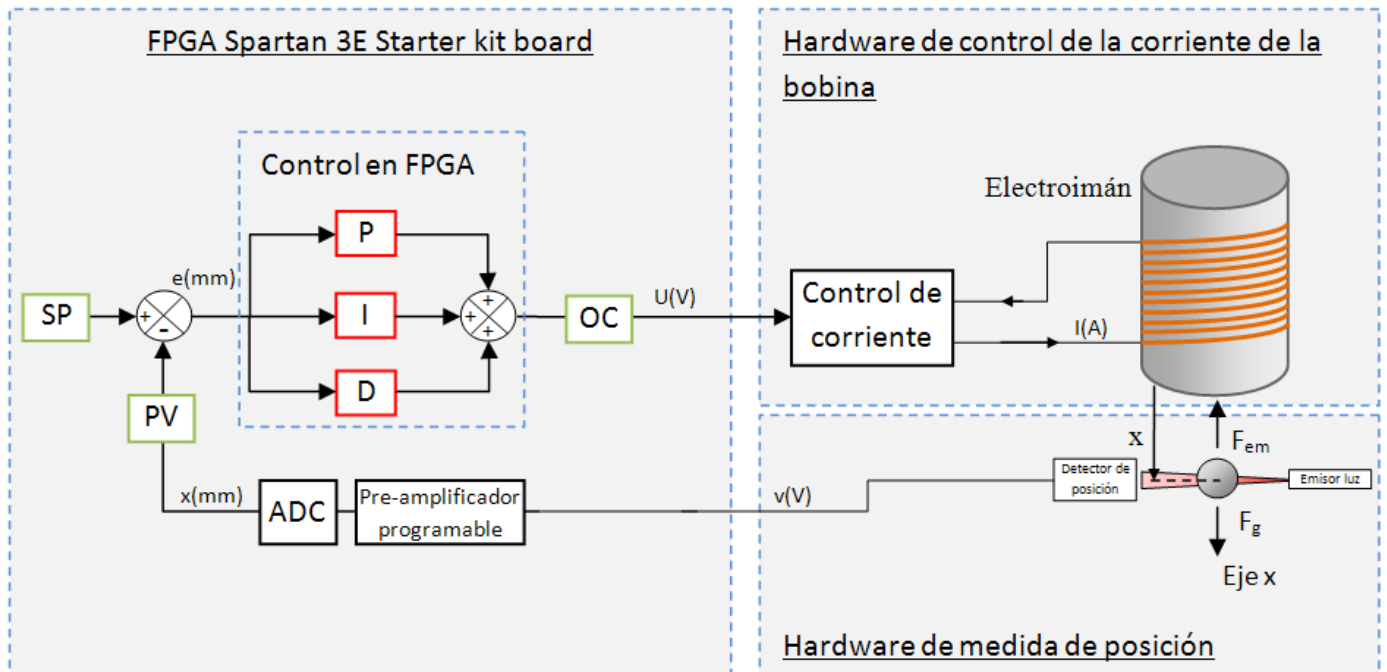 FPGA Spartan 3E Starter kit board
Hardware de control de la corriente de la
bobina
Control en FPGA
Electroimán
P
e(mm)
SP
+
-
I
+
+
+
OC
U(V)
Control de
corriente
I(A)
D
PV
x
F_em
Detector de
posición
Emisor luz
x(mm)
ADC
Pre-amplificador
programable
v(V)
F_g
Eje x
Hardware de medida de posición